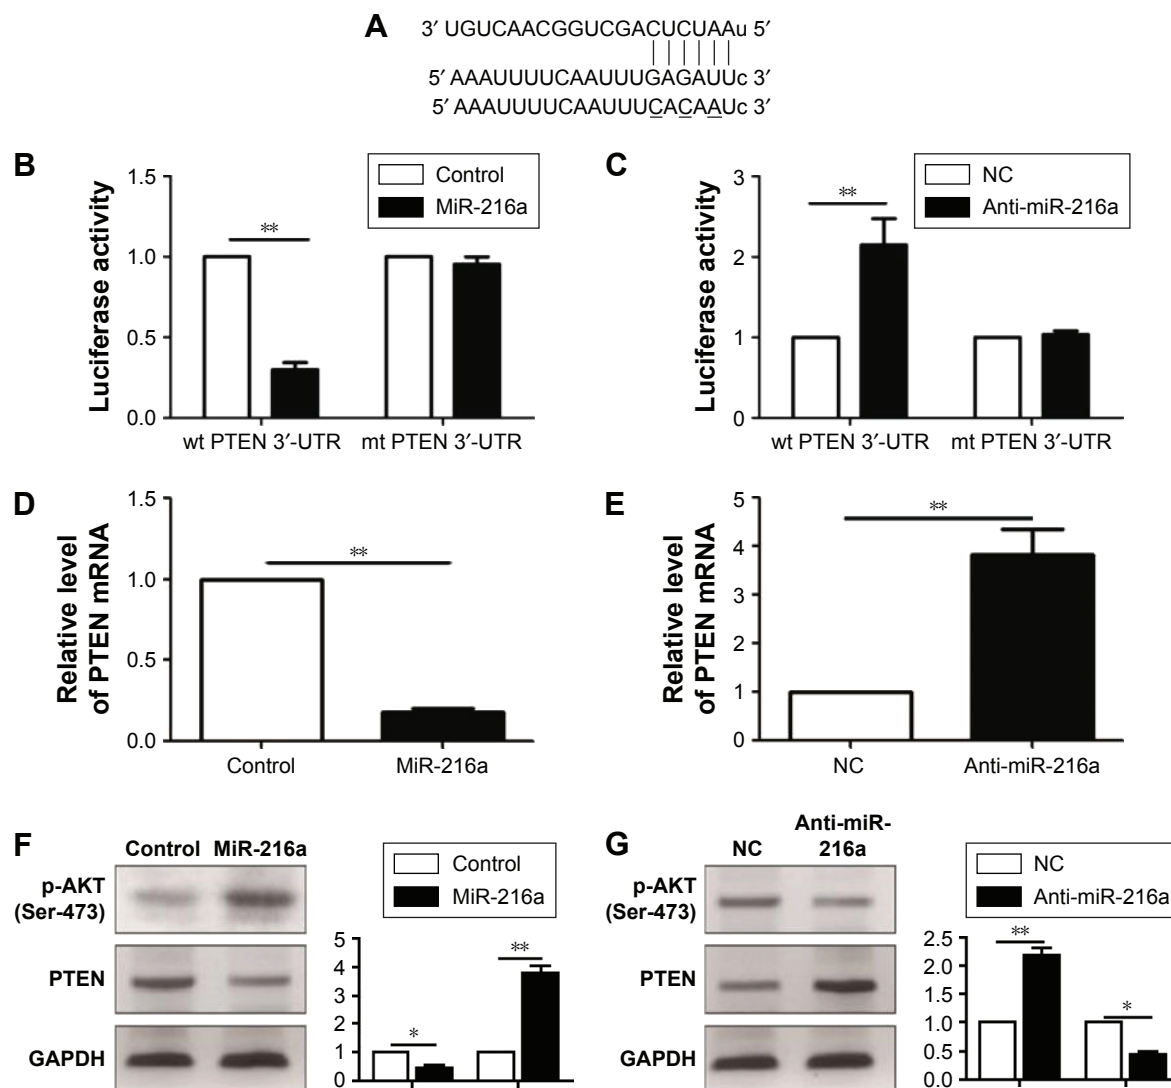 A
3′ UGUCAACGGUCGACUCUAAu 5′
5′ AAAUUUUCAAUUUGAGAUUc 3′
5′ AAAUUUUCAAUUUCACAAUc 3′
B
Control
MiR-216a
**
Luciferase activity
1.5
1.0
0.5
0.0
wt PTEN 3′-UTR
mt PTEN 3′-UTR
C
NC
Anti-miR-216a
**
Luciferase activity
3
2
1
0
wt PTEN 3′-UTR
mt PTEN 3′-UTR
D
**
Relative level
of PTEN mRNA
1.5
1.0
0.5
0.0
Control
MiR-216a
E
**
Relative level
of PTEN mRNA
5
4
3
2
1
0
NC
Anti-miR-216a
F
Control MiR-216a
p-AKT
(Ser-473)
PTEN
GAPDH
Control
MiR-216a
5
4
3
2
1
0
*
**
G
NC
Anti-miR-
216a
p-AKT
(Ser-473)
PTEN
GAPDH
NC
Anti-miR-216a
2.5
2.0
1.5
1.0
0.5
0.0
**
*